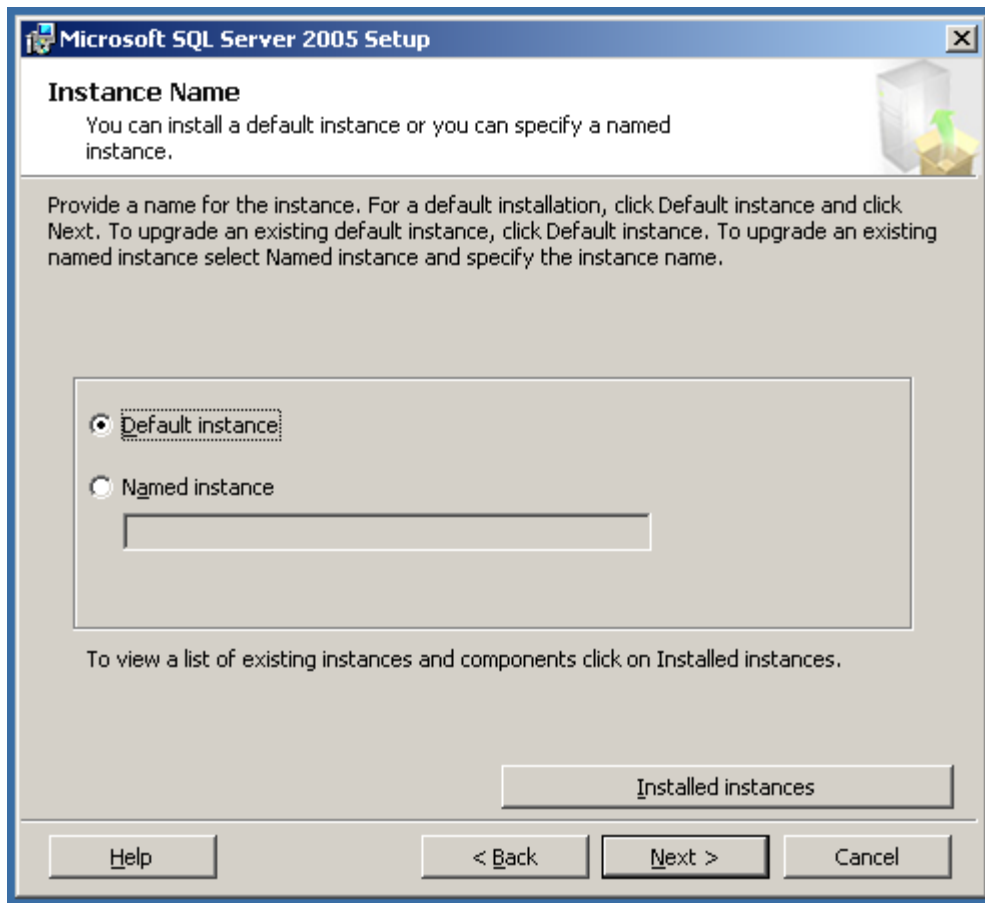 Microsoft SQL Server 2005 Setup
Instance Name
You can install a default instance or you can specify a named
instance.
Provide a name for the instance. For a default installation, click Default instance and click
Next. To upgrade an existing default instance, click Default instance. To upgrade an existing
named instance select Named instance and specify the instance name.
Default instance
Named instance
To view a list of existing instances and components click on Installed instances.
Installed instances
Help
< Back
Next >
Cancel